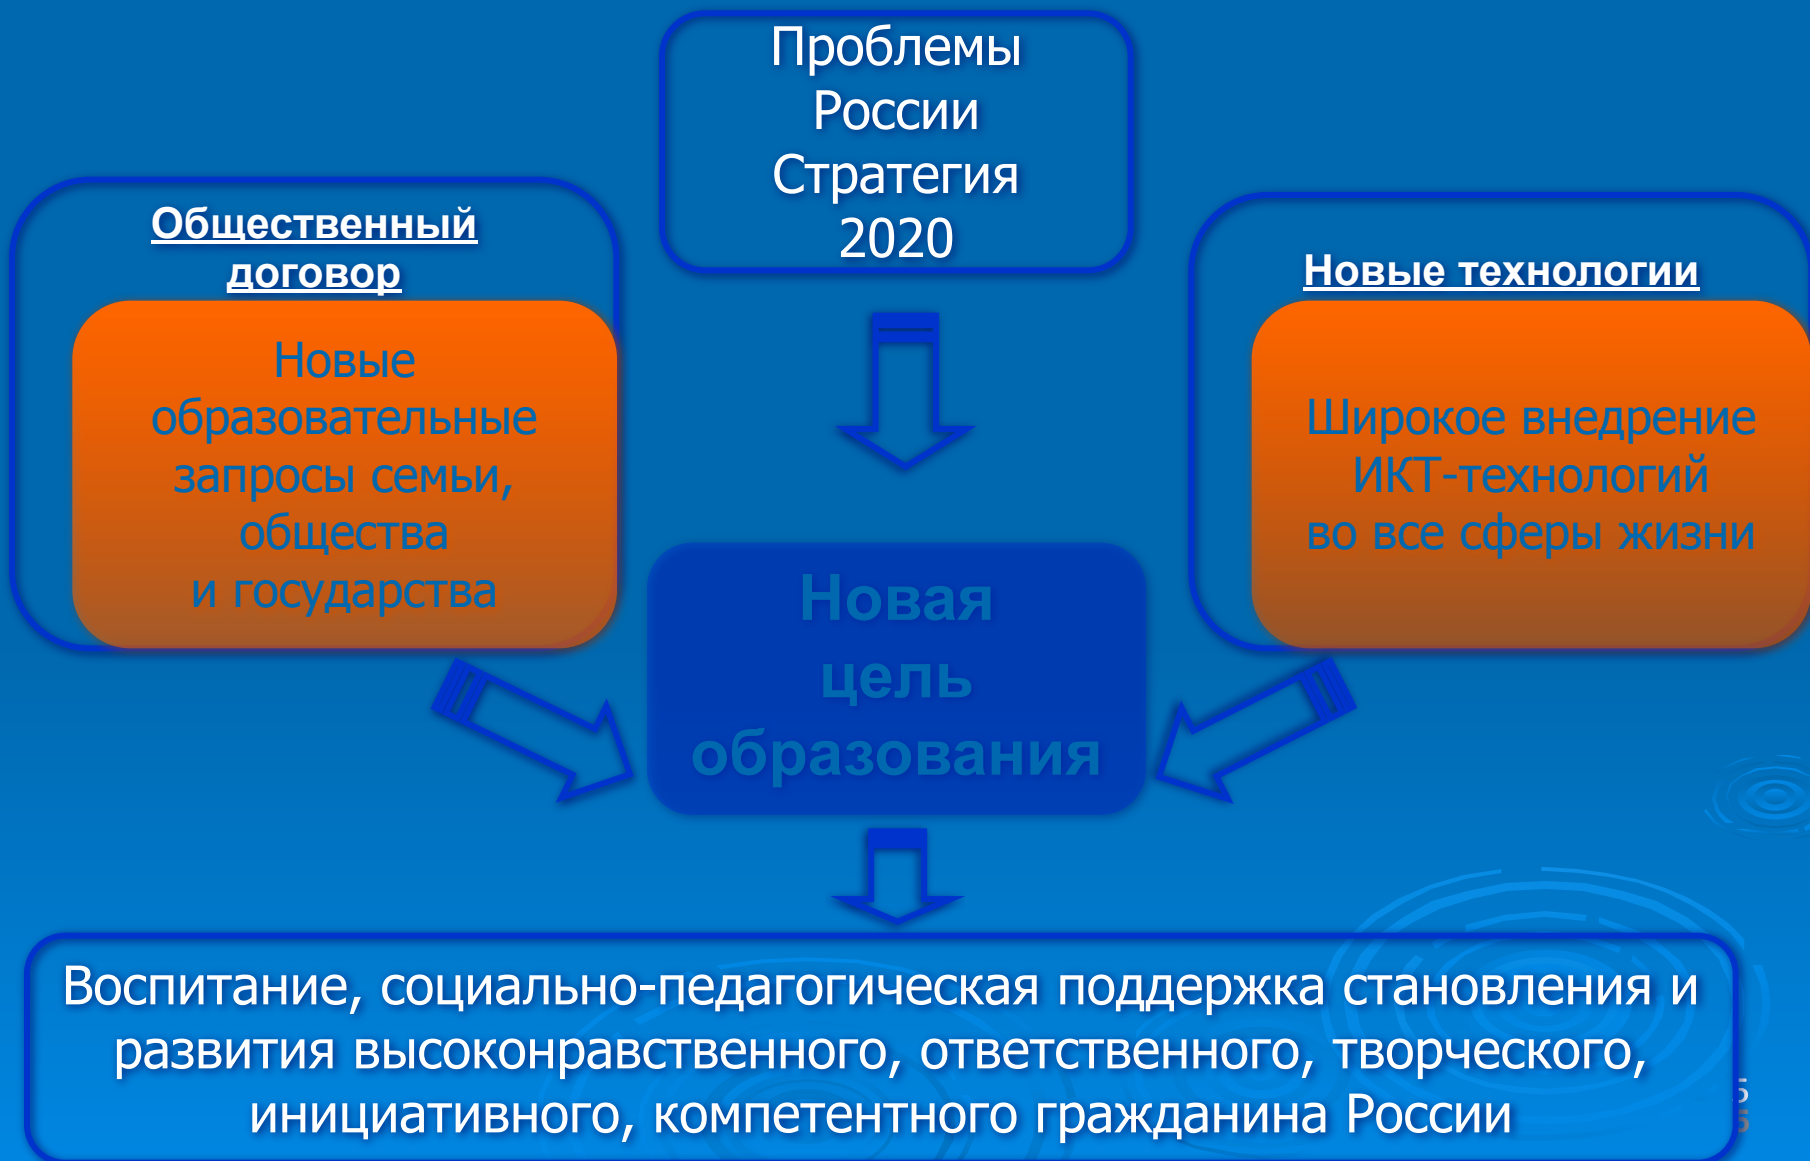 Проблемы
России
Стратегия
2020
Общественный
договор
Новые
образовательные
запросы семьи,
общества
и государства
Новые технологии
Широкое внедрение
ИКТ-технологий
во все сферы жизни
Новая
цель
образования
Воспитание, социально-педагогическая поддержка становления и
развития высоконравственного, ответственного, творческого,
инициативного, компетентного гражданина России